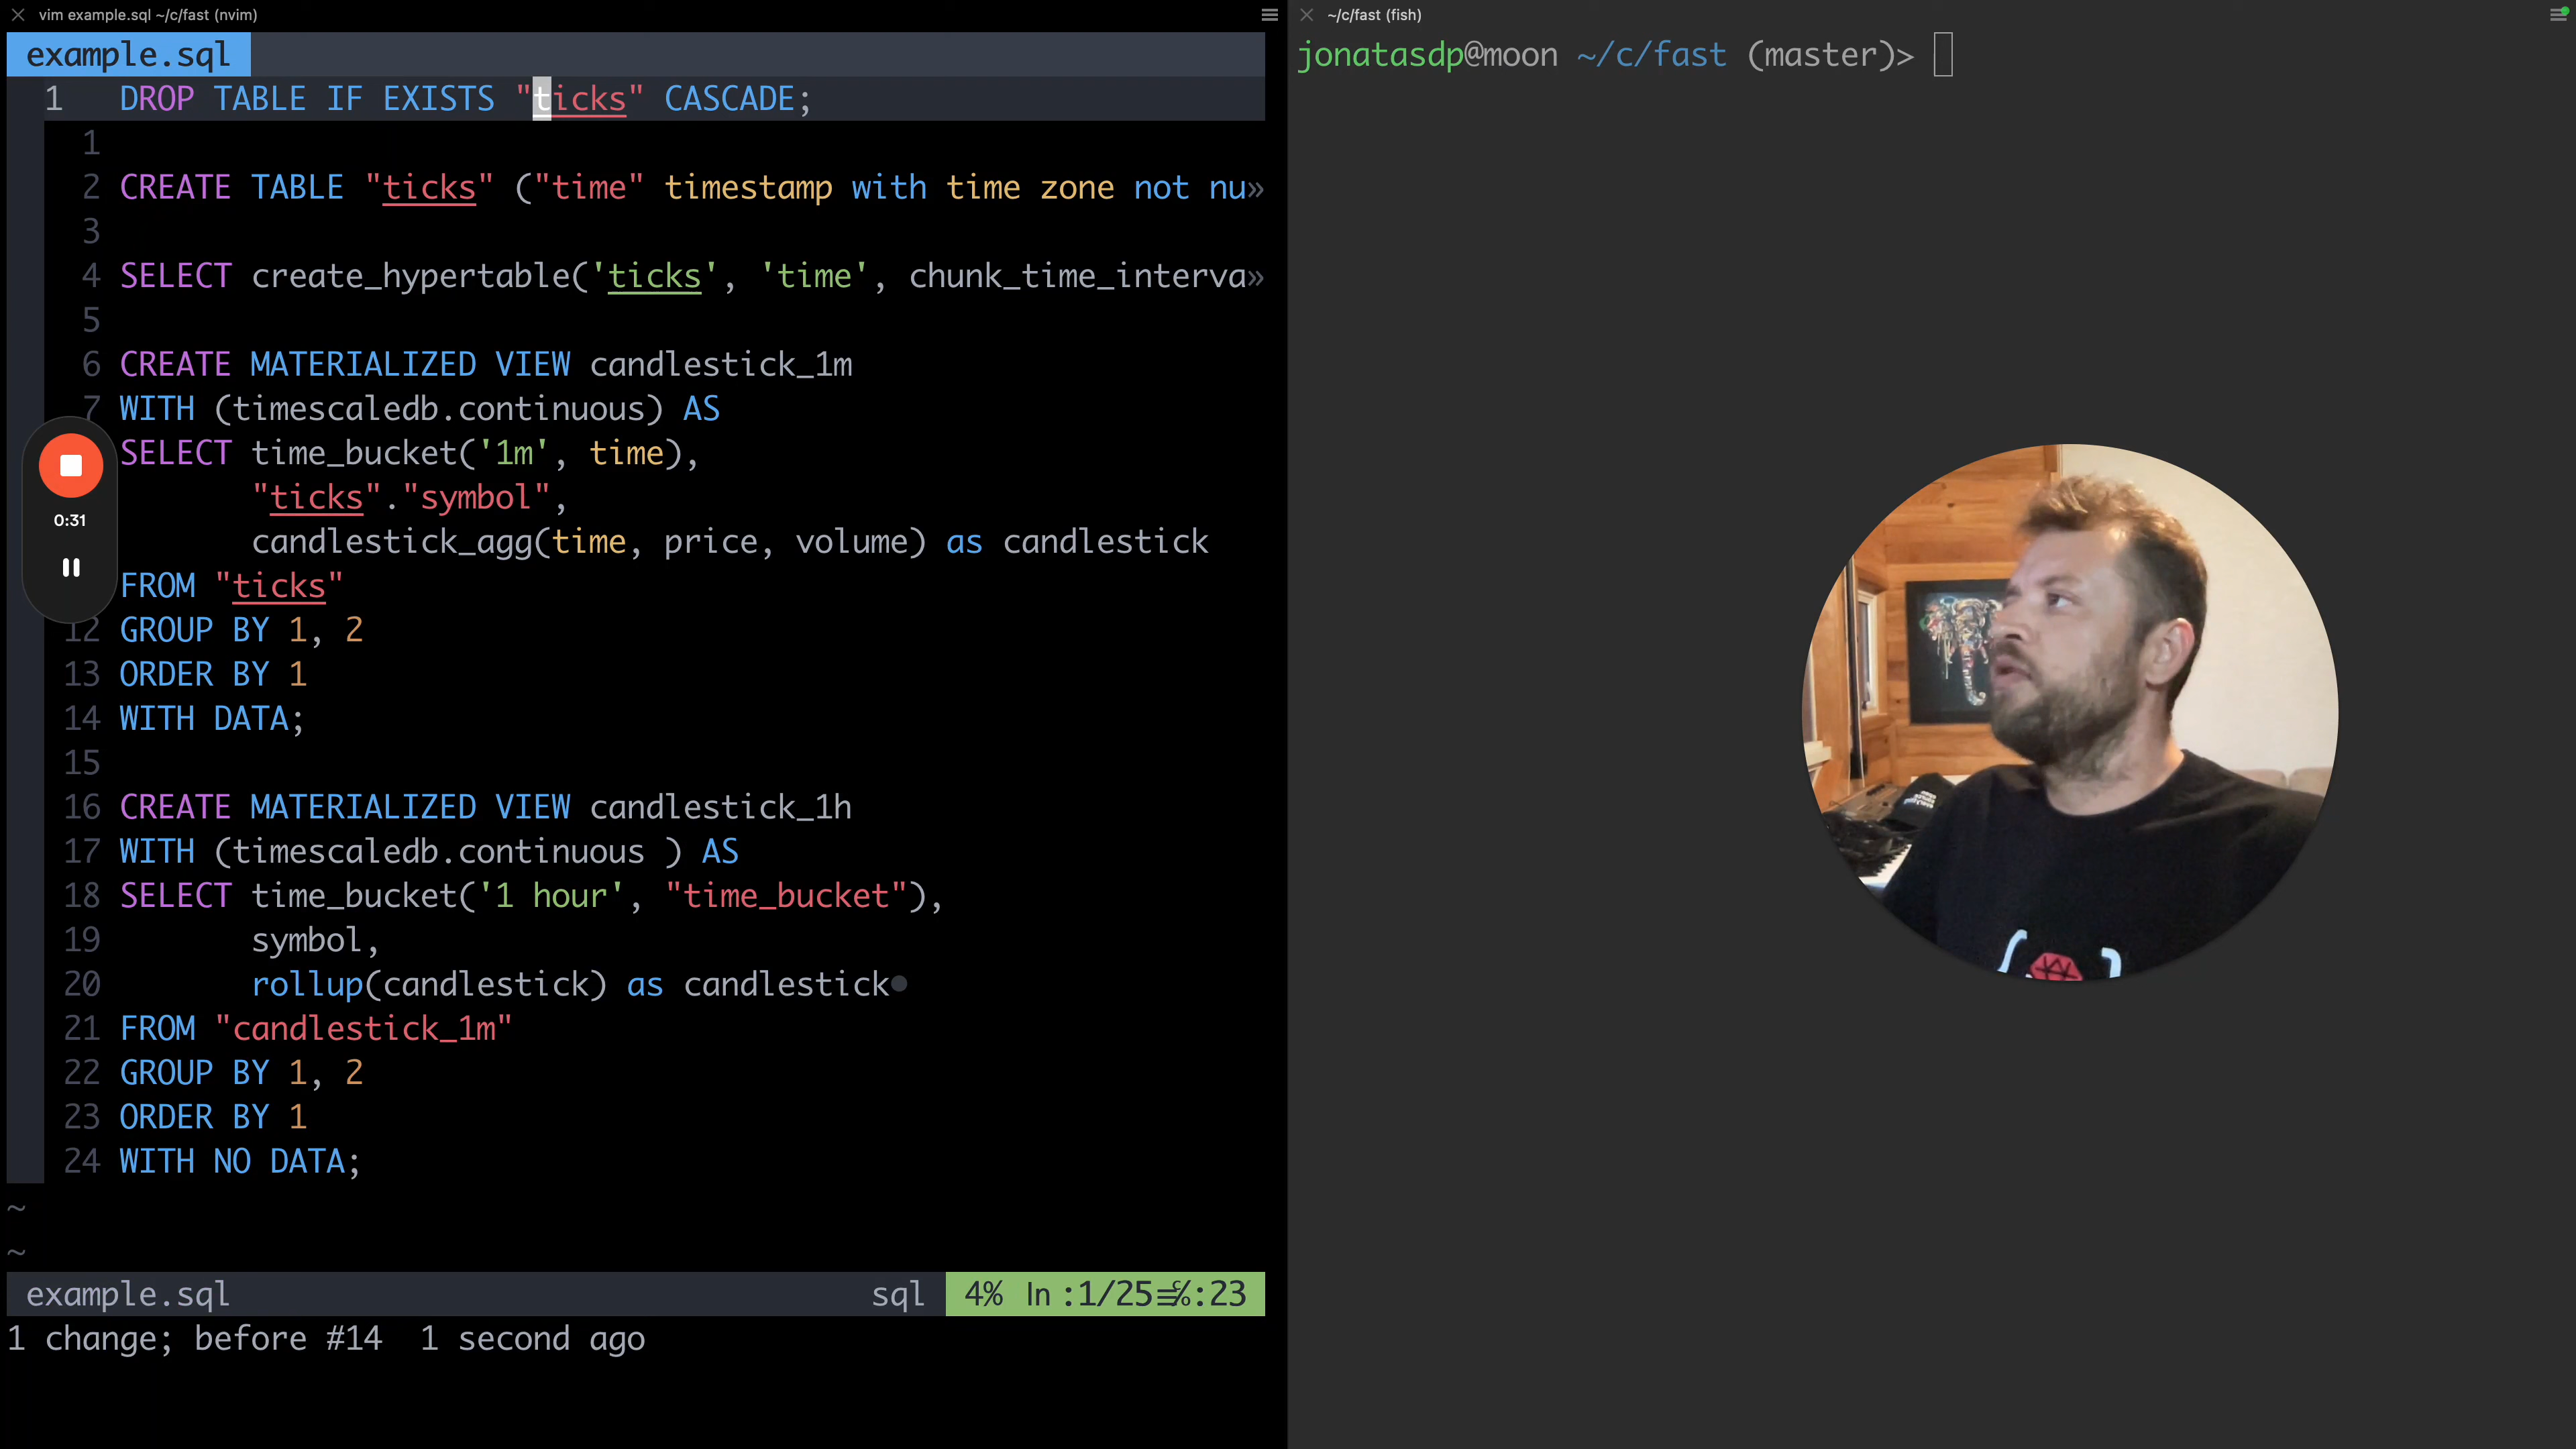 vim example.sql ~/c/fast (nvim)
example.sql
1 DROP TABLE IF EXISTS "ticks" CASCADE;
1
2 CREATE TABLE "ticks" ("time" timestamp with time zone not nu»
3
4 SELECT create_hypertable('ticks', 'time', chunk_time_interva»
5
6 CREATE MATERIALIZED VIEW candlestick_1m
7 WITH (timescaledb.continuous) AS
SELECT time_bucket('1m', time),
"ticks"."symbol",
candlestick_agg(time, price, volume) as candlestick
FROM "ticks"
12 GROUP BY 1, 2
13 ORDER BY 1
14 WITH DATA;
15
16 CREATE MATERIALIZED VIEW candlestick_1h
17 WITH (timescaledb.continuous ) AS
18 SELECT time_bucket('1 hour', "time_bucket"),
19 symbol,
20 rollup(candlestick) as candlestick•
21 FROM "candlestick_1m"
22 GROUP BY 1, 2
23 ORDER BY 1
24 WITH NO DATA;
~
~
example.sql sql 4% ln :1/25≡℅:23
1 change; before #14 1 second ago
0:31
~/c/fast (fish)
jonatasdp@moon ~/c/fast (master)>